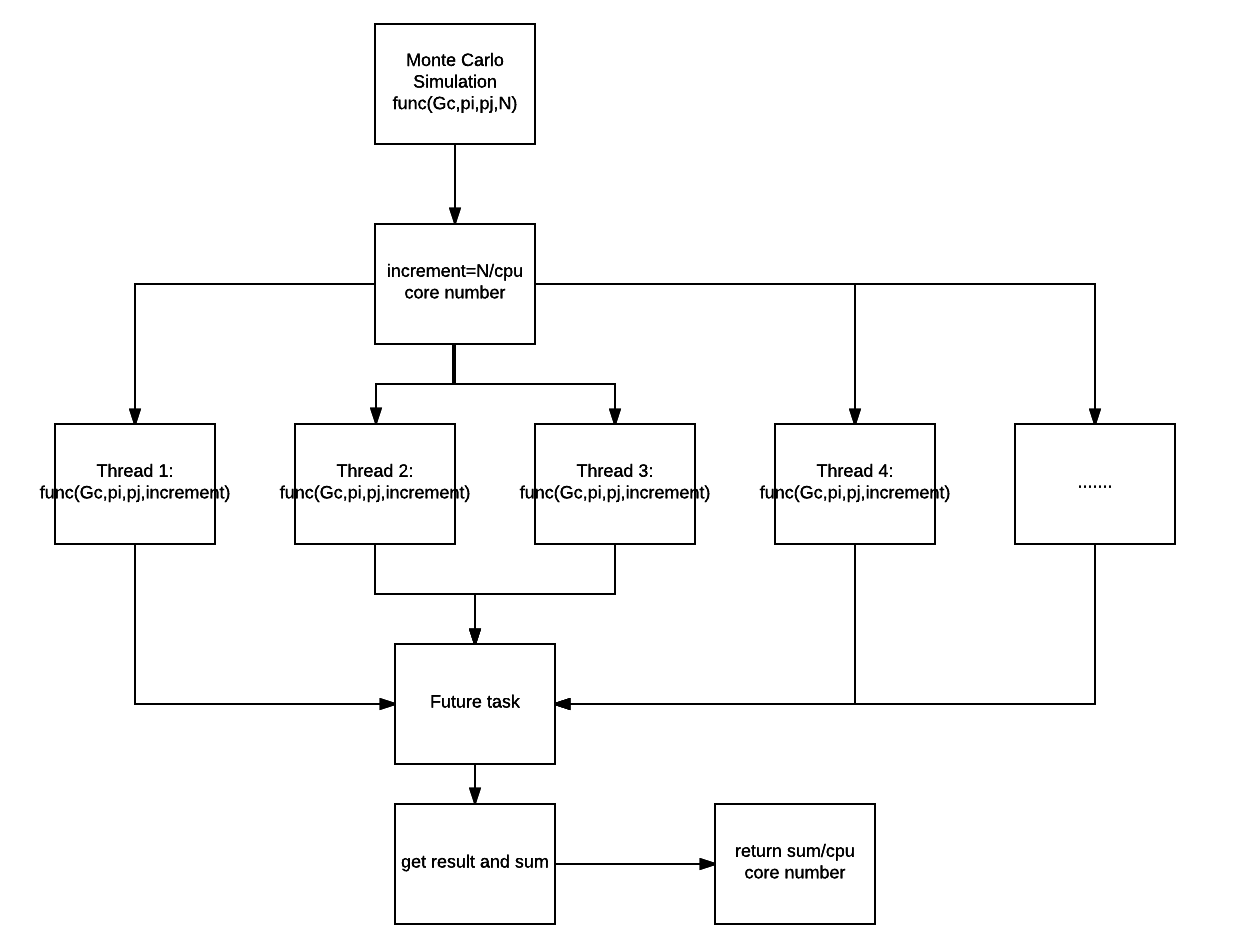 Monte Carlo
Simulation
func(Gc,pi,pj,N)
increment=N/cpu
core number
Thread 1:
func(Gc,pi,pj,increment)
Thread 2:
func(Gc,pi,pj,increment)
Thread 3:
func(Gc,pi,pj,increment)
Thread 4:
func(Gc,pi,pj,increment)
.......
Future task
get result and sum
return sum/cpu
core number